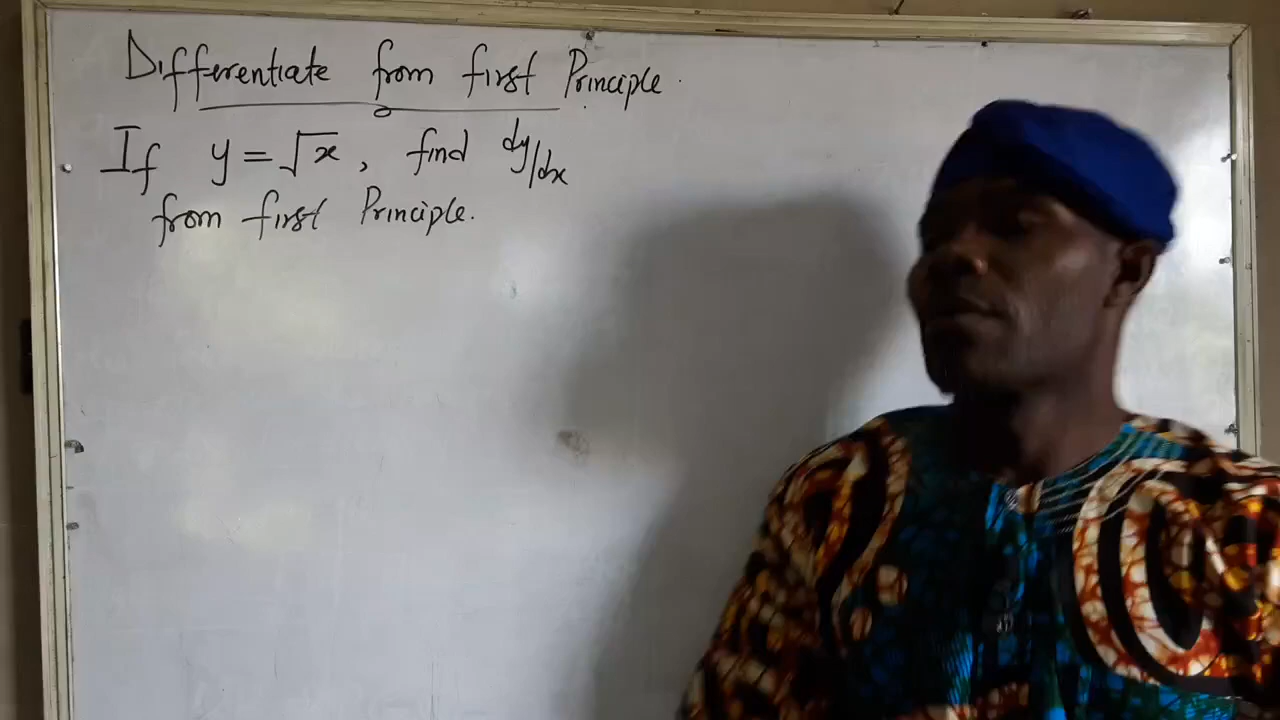 Differentiate from first Principle.
If y = √x, find dy/dx
from first Principle.